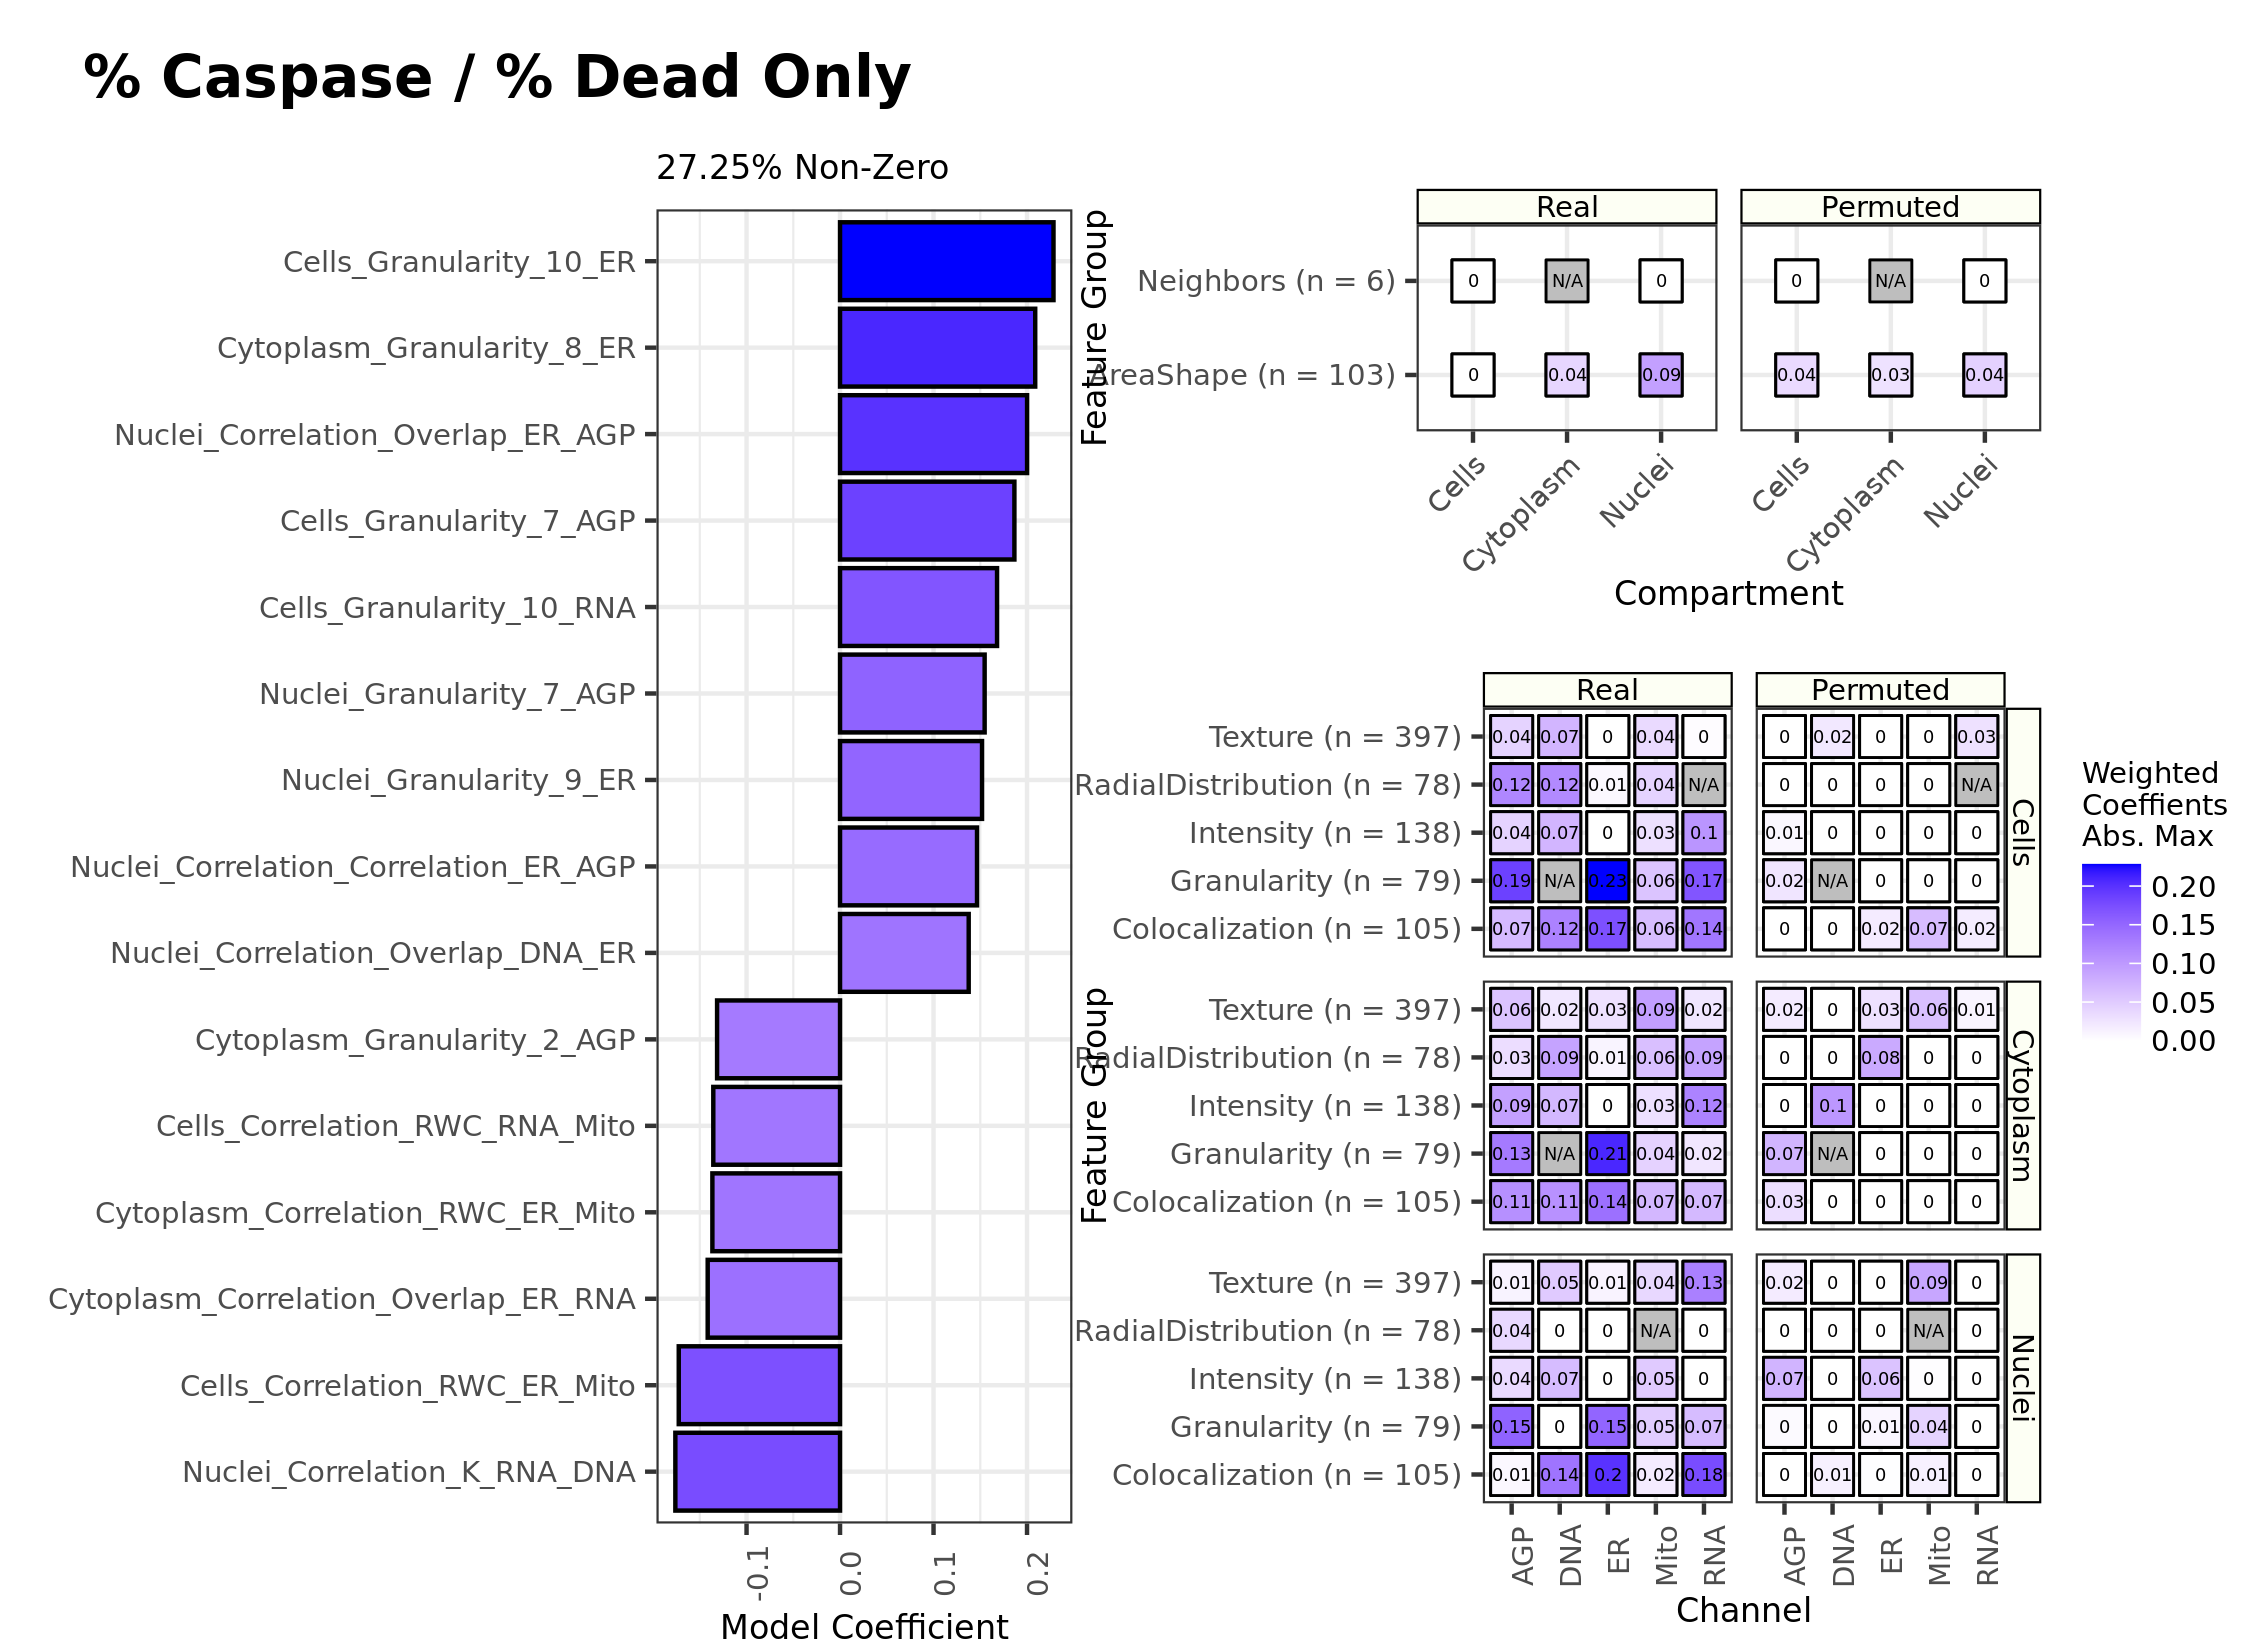 % Caspase / % Dead Only
27.25% Non-Zero
Cells_Granularity_10_ER
Cytoplasm_Granularity_8_ER
Nuclei_Correlation_Overlap_ER_AGP
Cells_Granularity_7_AGP
Cells_Granularity_10_RNA
Nuclei_Granularity_7_AGP
Nuclei_Granularity_9_ER
Nuclei_Correlation_Correlation_ER_AGP
Nuclei_Correlation_Overlap_DNA_ER
Cytoplasm_Granularity_2_AGP
Cells_Correlation_RWC_RNA_Mito
Cytoplasm_Correlation_RWC_ER_Mito
Cytoplasm_Correlation_Overlap_ER_RNA
Cells_Correlation_RWC_ER_Mito
Nuclei_Correlation_K_RNA_DNA
-0.1 0.0 0.1 0.2
Model Coefficient
Feature Group
Real Permuted
Neighbors (n = 6) 0 N/A 0 0 N/A 0
AreaShape (n = 103) 0 0.04 0.09 0.04 0.03 0.04
Cells Cytoplasm Nuclei Cells Cytoplasm Nuclei
Compartment
Feature Group
Real Permuted
Texture (n = 397) 0.04 0.07 0 0.04 0 0 0.02 0 0 0.03
RadialDistribution (n = 78) 0.12 0.12 0.01 0.04 N/A 0 0 0 0 N/A
Intensity (n = 138) 0.04 0.07 0 0.03 0.1 0.01 0 0 0 0
Granularity (n = 79) 0.19 N/A 0.23 0.06 0.17 0.02 N/A 0 0 0
Colocalization (n = 105) 0.07 0.12 0.17 0.06 0.14 0 0 0.02 0.07 0.02
Cells
Texture (n = 397) 0.06 0.02 0.03 0.09 0.02 0.02 0 0.03 0.06 0.01
RadialDistribution (n = 78) 0.03 0.09 0.01 0.06 0.09 0 0 0.08 0 0
Intensity (n = 138) 0.09 0.07 0 0.03 0.12 0 0.1 0 0 0
Granularity (n = 79) 0.13 N/A 0.21 0.04 0.02 0.07 N/A 0 0 0
Colocalization (n = 105) 0.11 0.11 0.14 0.07 0.07 0.03 0 0 0 0
Cytoplasm
Texture (n = 397) 0.01 0.05 0.01 0.04 0.13 0.02 0 0 0.09 0
RadialDistribution (n = 78) 0.04 0 0 N/A 0 0 0 0 N/A 0
Intensity (n = 138) 0.04 0.07 0 0.05 0 0.07 0 0.06 0 0
Granularity (n = 79) 0.15 0 0.15 0.05 0.07 0 0 0.01 0.04 0
Colocalization (n = 105) 0.01 0.14 0.2 0.02 0.18 0 0.01 0 0.01 0
Nuclei
AGP DNA ER Mito RNA AGP DNA ER Mito RNA
Channel
Weighted
Coeffients
Abs. Max
0.20
0.15
0.10
0.05
0.00